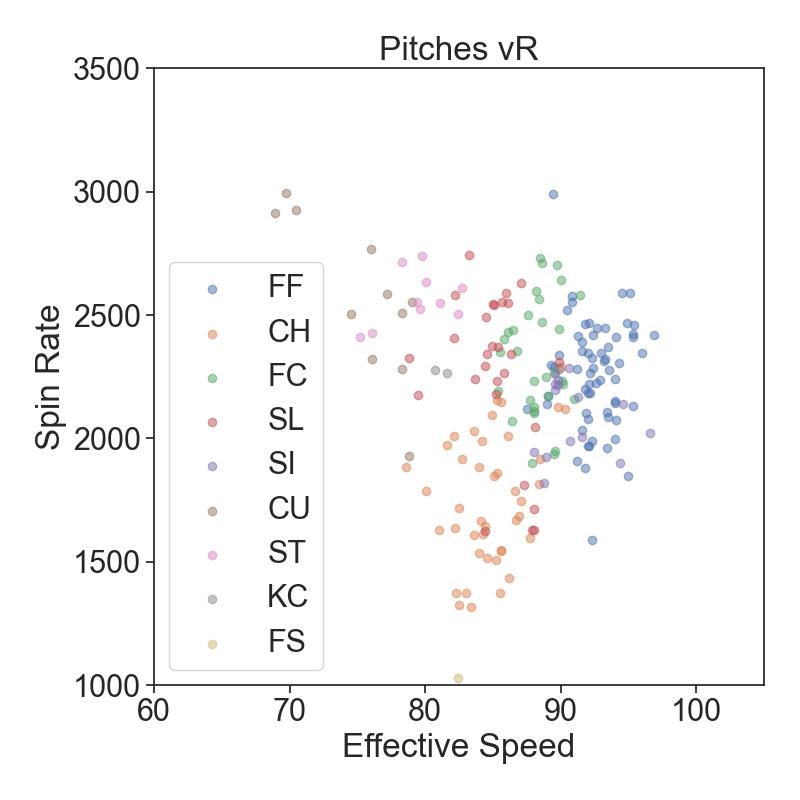 Pitches vR
3500
3000
2500
2000
1500
1000
Spin Rate
FF
CH
FC
SL
SI
CU
ST
KC
FS
60 70 80 90 100
Effective Speed